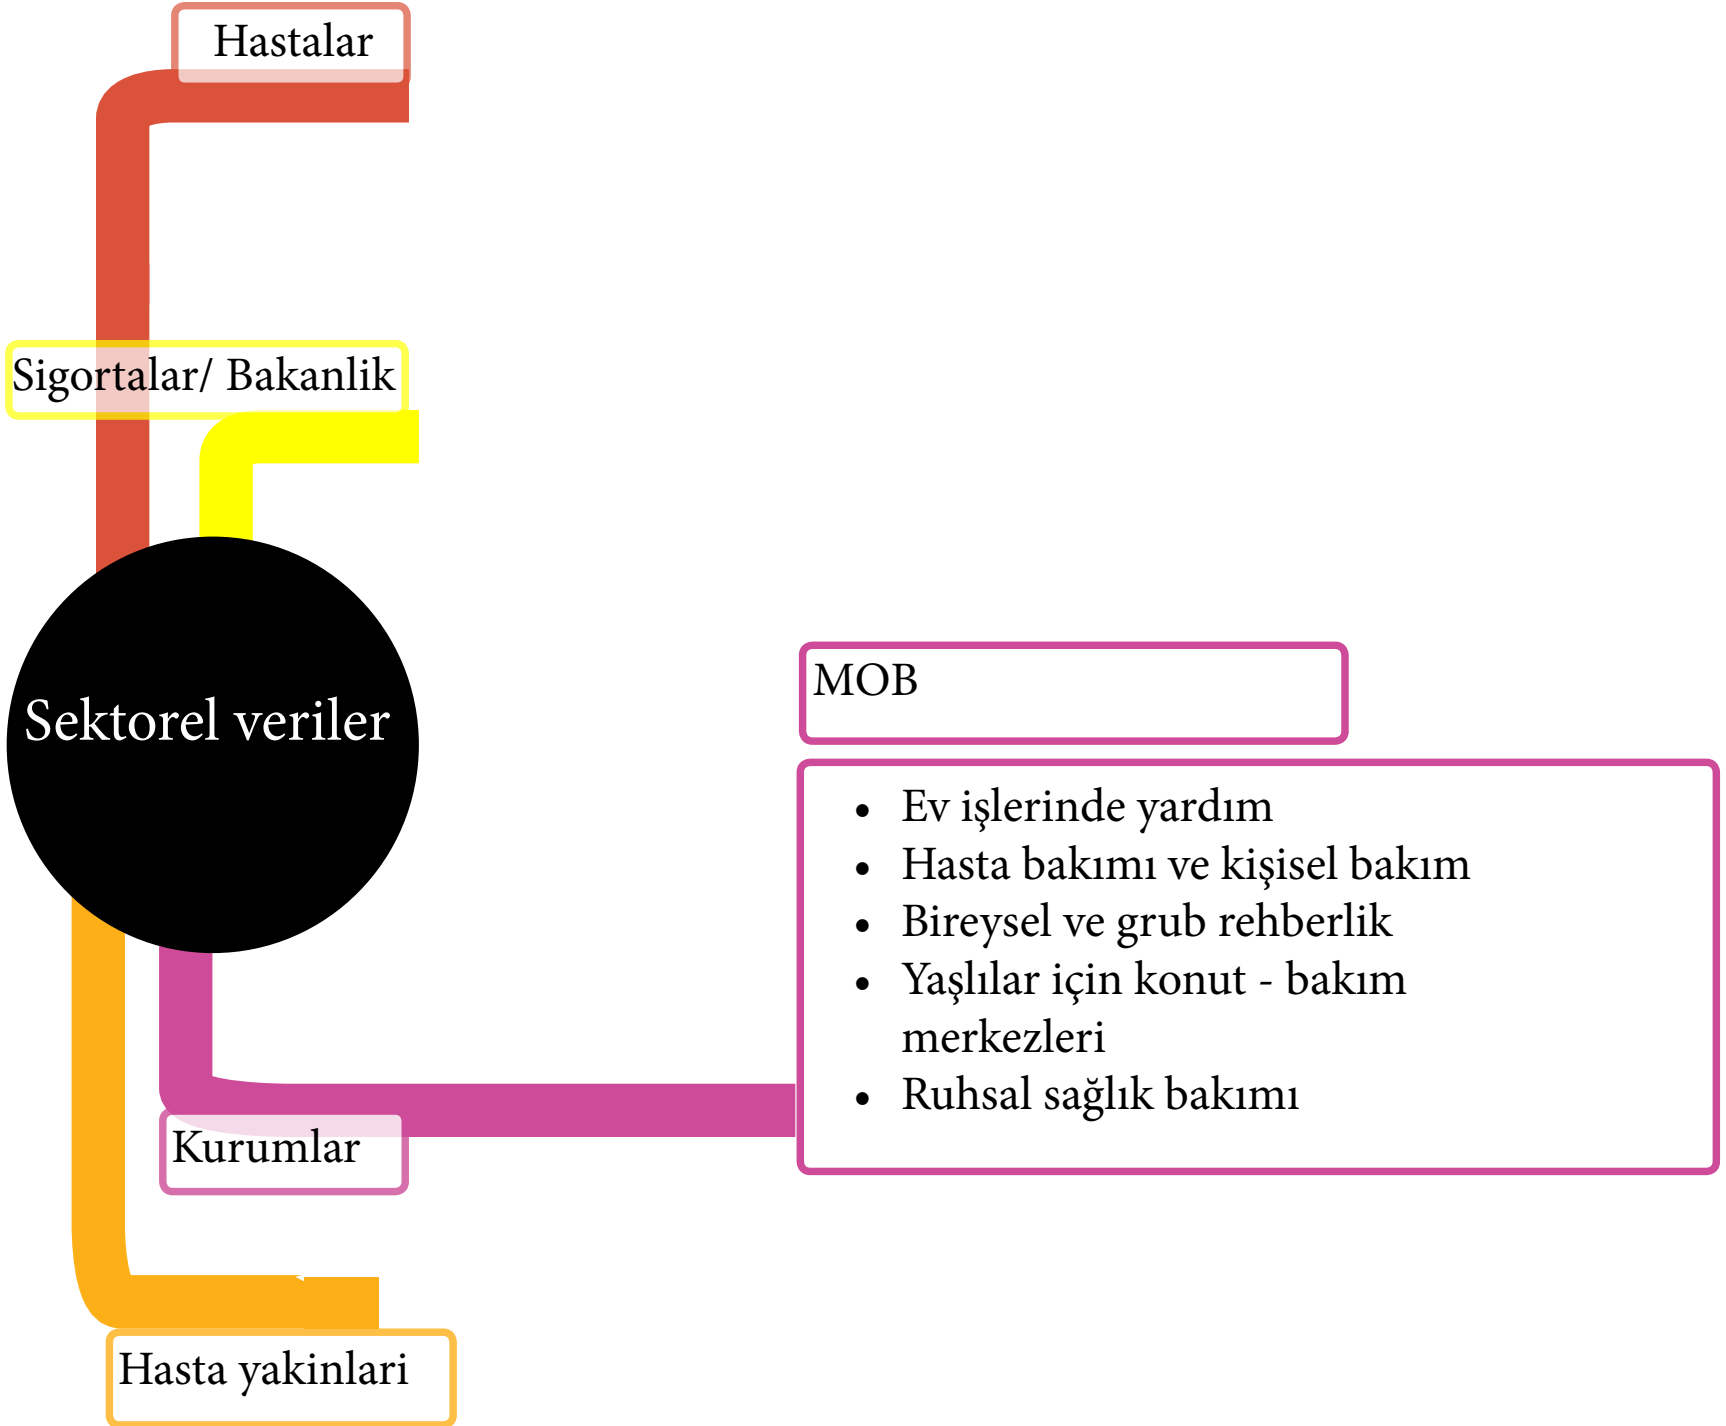 Hastalar
Sigortalar/ Bakanlik
Sektorel veriler
MOB
• Ev işlerinde yardım
• Hasta bakımı ve kişisel bakım
• Bireysel ve grub rehberlik
• Yaşlılar için konut - bakım
merkezleri
• Ruhsal sağlık bakımı
Kurumlar
Hasta yakinlari